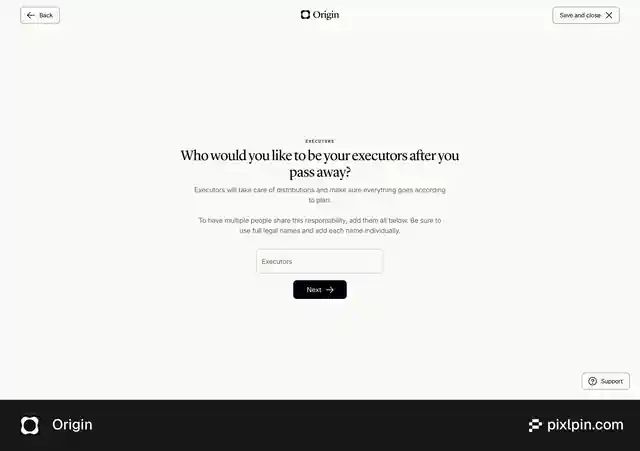 Back
Origin
Save and close
EXECUTORS
Who would you like to be your executors after you
pass away?
Executors will take care of distributions and make sure everything goes according
to plan.
To have multiple people share this responsibility, add them all below. Be sure to
use full legal names and add each name individually.
Executors
Next
Support
Origin
pixlpin.com